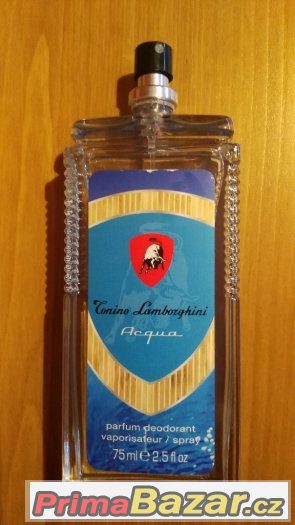 Tonino Lamborghini
Acqua
parfum deodorant
vaporisateur / spray
75ml ℮ 2.5 fl oz
PrimaBazar.cz